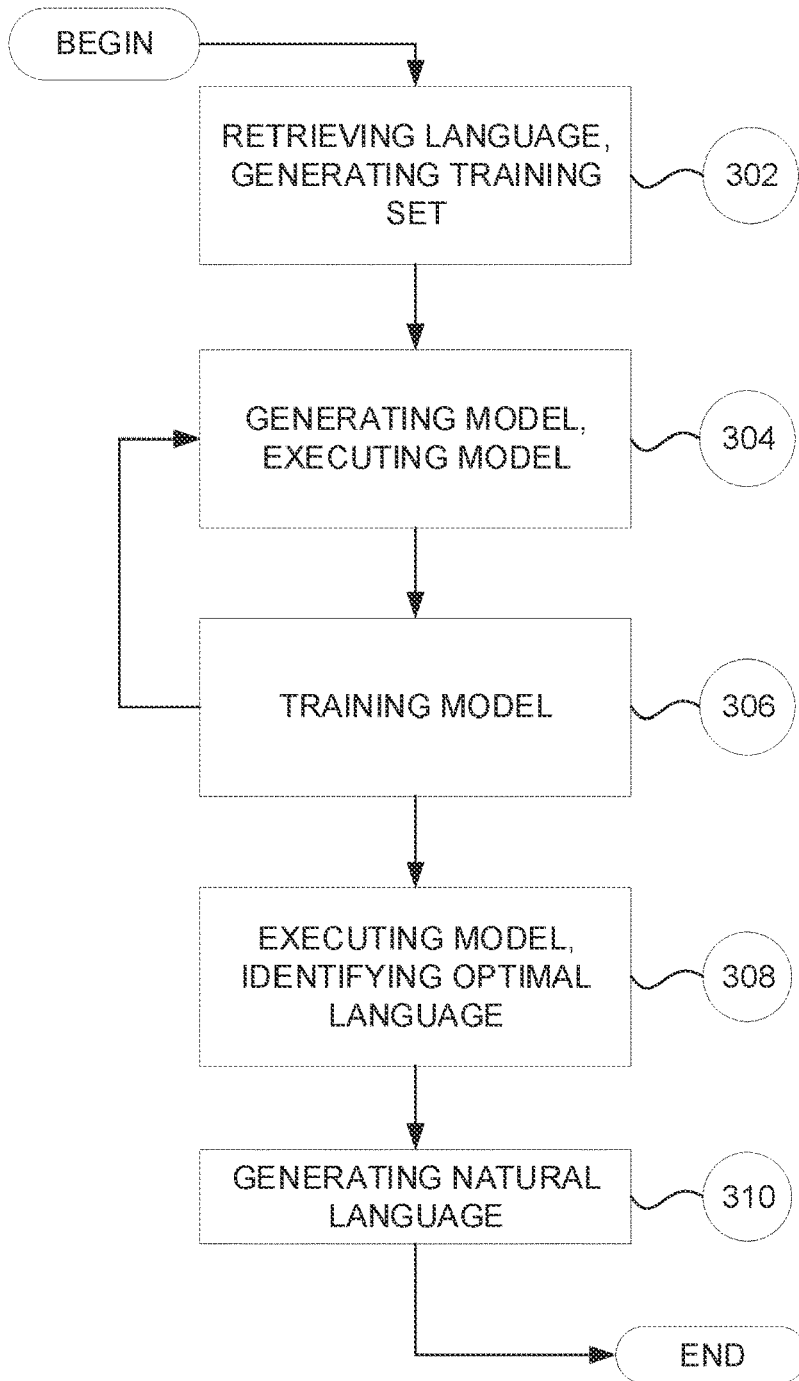 BEGIN
RETRIEVING LANGUAGE,
GENERATING TRAINING
SET
302
GENERATING MODEL,
EXECUTING MODEL
304
TRAINING MODEL
306
EXECUTING MODEL,
IDENTIFYING OPTIMAL
LANGUAGE
308
GENERATING NATURAL
LANGUAGE
310
END